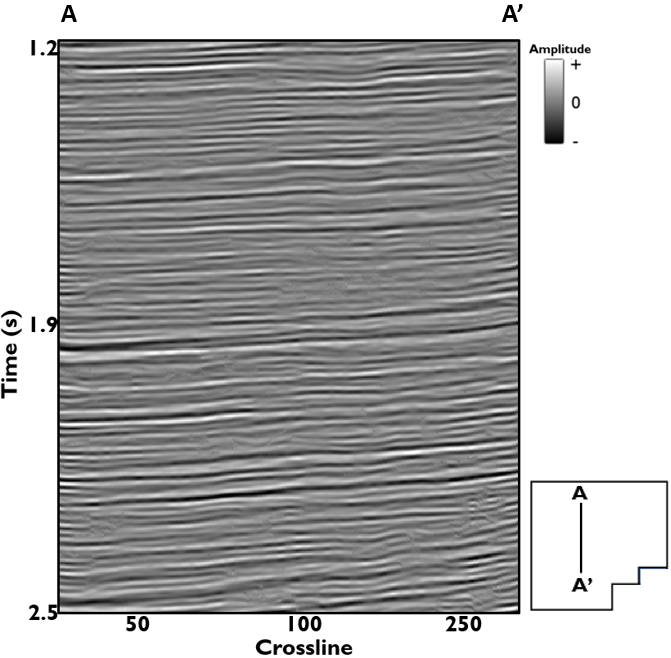 A A’
1.2
Amplitude
+
0
-
1.9
Time (s)
A
A’
2.5
50 100 250
Crossline